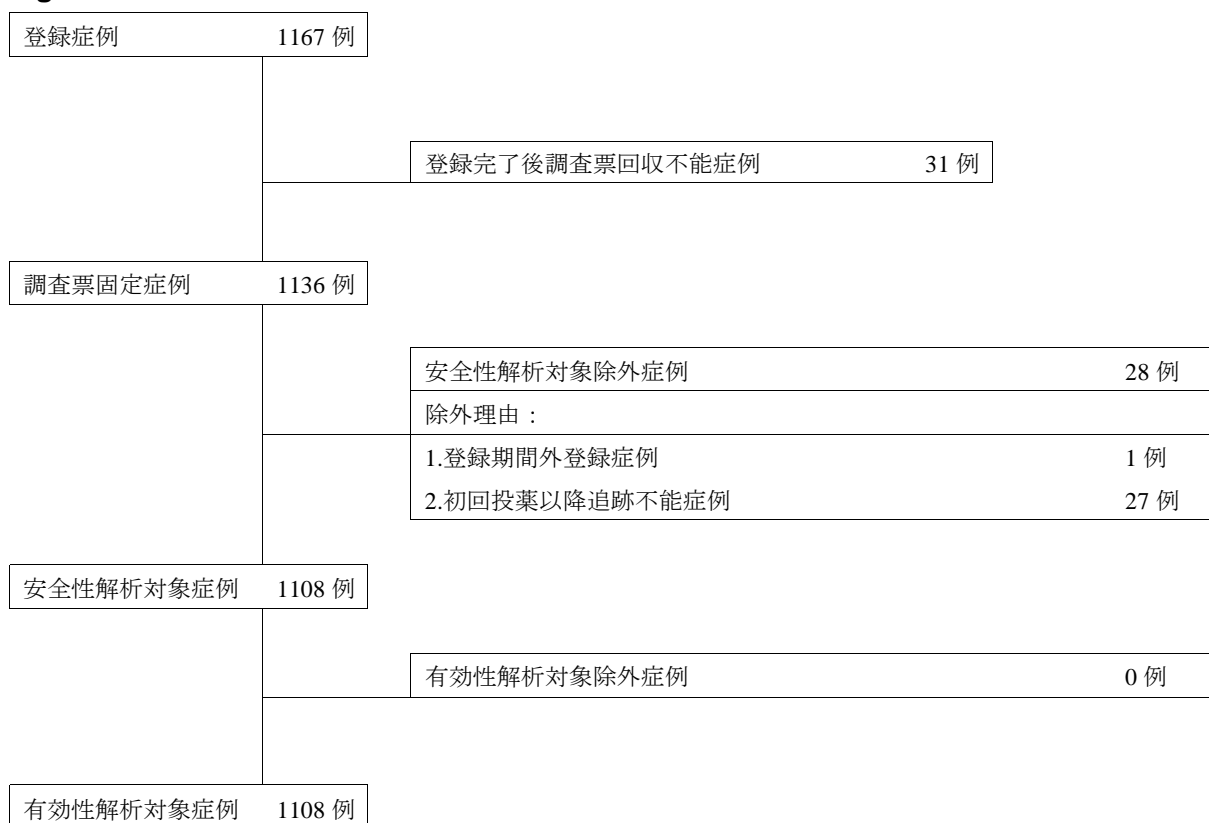 登録症例 1167 例
登録完了後調査票回収不能症例 31 例
調査票固定症例 1136 例
安全性解析対象除外症例 28 例
除外理由：
1.登録期間外登録症例 1 例
2.初回投薬以降追跡不能症例 27 例
安全性解析対象症例 1108 例
有効性解析対象除外症例 0 例
有効性解析対象症例 1108 例